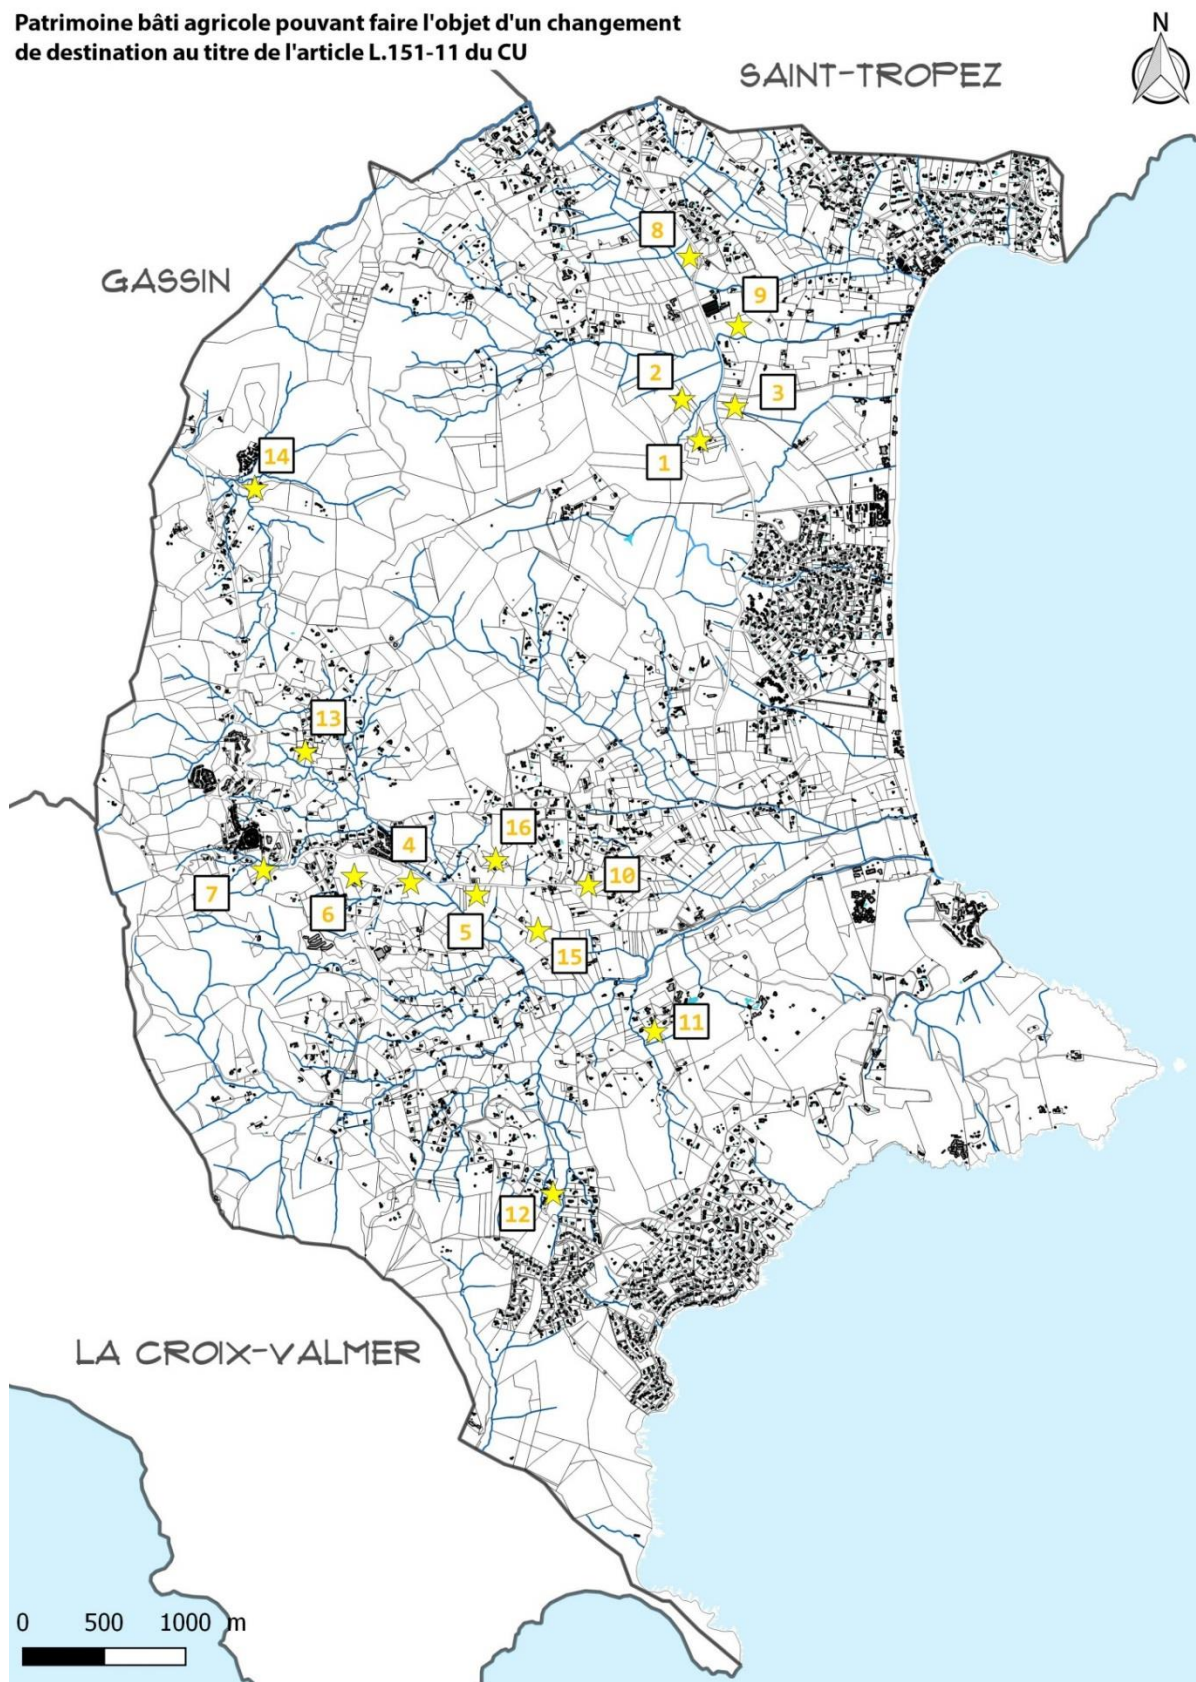 Patrimoine bâti agricole pouvant faire l'objet d'un changement
de destination au titre de l'article L.151-11 du CU
N
SAINT-TROPEZ
8
GASSIN
9
2
3
14
1
13
16
4
10
7
6
5
15
11
12
LA CROIX-VALMER
0 500 1000 m